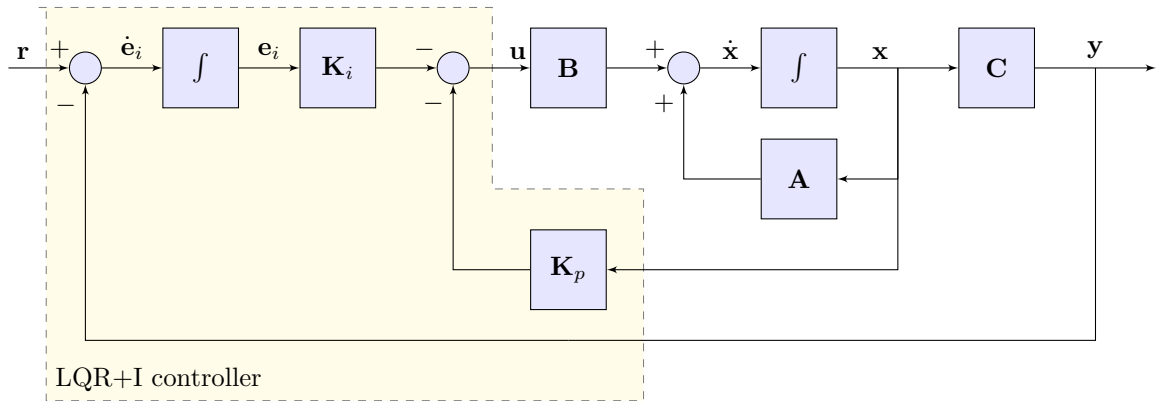 r + ė_i ∫ e_i K_i − u B + ẋ ∫ x C y
− − +
A
K_p
LQR+I controller